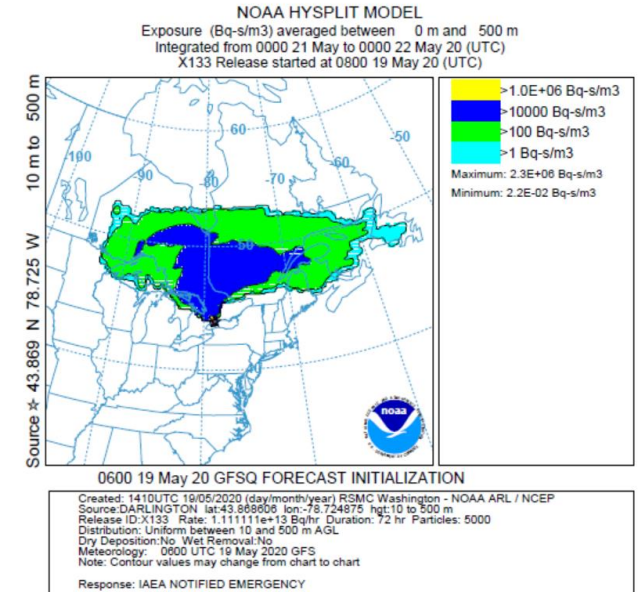 NOAA HYSPLIT MODEL
Exposure (Bq-s/m3) averaged between 0 m and 500 m
Integrated from 0000 21 May to 0000 22 May 20 (UTC)
X133 Release started at 0800 19 May 20 (UTC)
Source ☆ 43.869 N 78.725 W 10 m to 500 m
-100
-90
-80
-70
-60
-50
60
50
40
noaa
>1.0E+06 Bq-s/m3
>10000 Bq-s/m3
>100 Bq-s/m3
>1 Bq-s/m3
Maximum: 2.3E+06 Bq-s/m3
Minimum: 2.2E-02 Bq-s/m3
0600 19 May 20 GFSQ FORECAST INITIALIZATION
Created: 1410UTC 19/05/2020 (day/month/year) RSMC Washington - NOAA ARL / NCEP
Source:DARLINGTON lat:43.868606 lon:-78.724875 hgt:10 to 500 m
Release ID:X133 Rate: 1.111111e+13 Bq/hr Duration: 72 hr Particles: 5000
Distribution: Uniform between 10 and 500 m AGL
Dry Deposition:No Wet Removal:No
Meteorology: 0600 UTC 19 May 2020 GFS
Note: Contour values may change from chart to chart
Response: IAEA NOTIFIED EMERGENCY